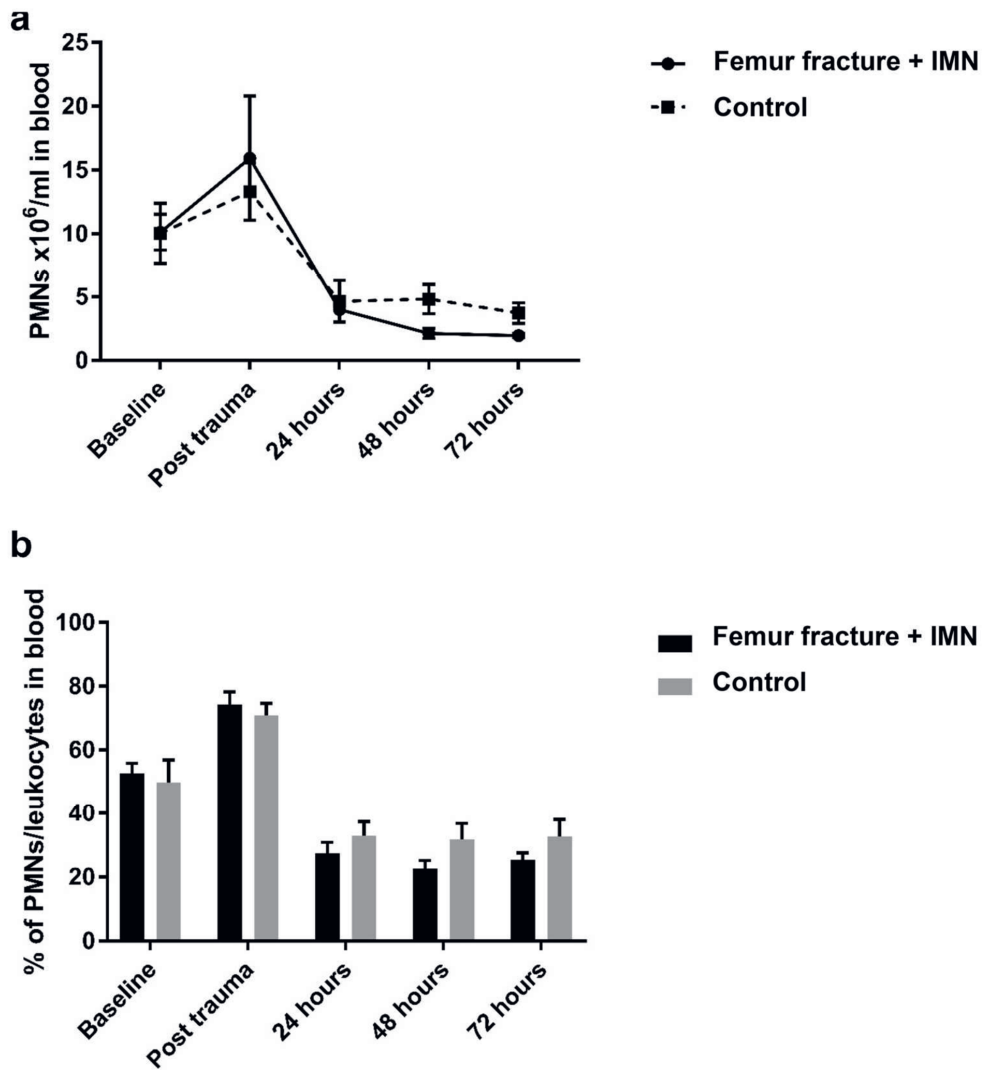 a
PMNs x10⁶/ml in blood
25
20
15
10
5
0
Baseline
Post trauma
24 hours
48 hours
72 hours
Femur fracture + IMN
Control
b
% of PMNs/leukocytes in blood
100
80
60
40
20
0
Baseline
Post trauma
24 hours
48 hours
72 hours
Femur fracture + IMN
Control